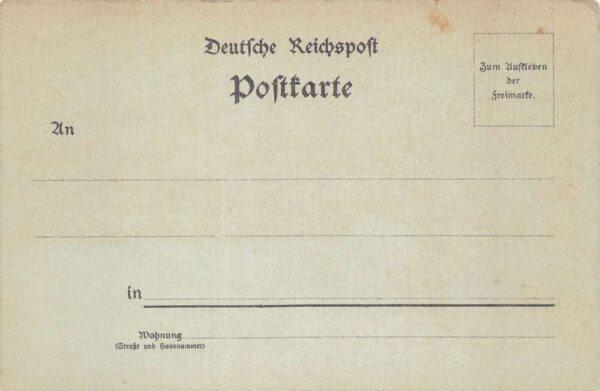 Deutſche Reichspoſt
Poſtkarte
Zum Aufkleben
der
Freimarke.
An
in
Wohnung
(Straße und Hausnummer)